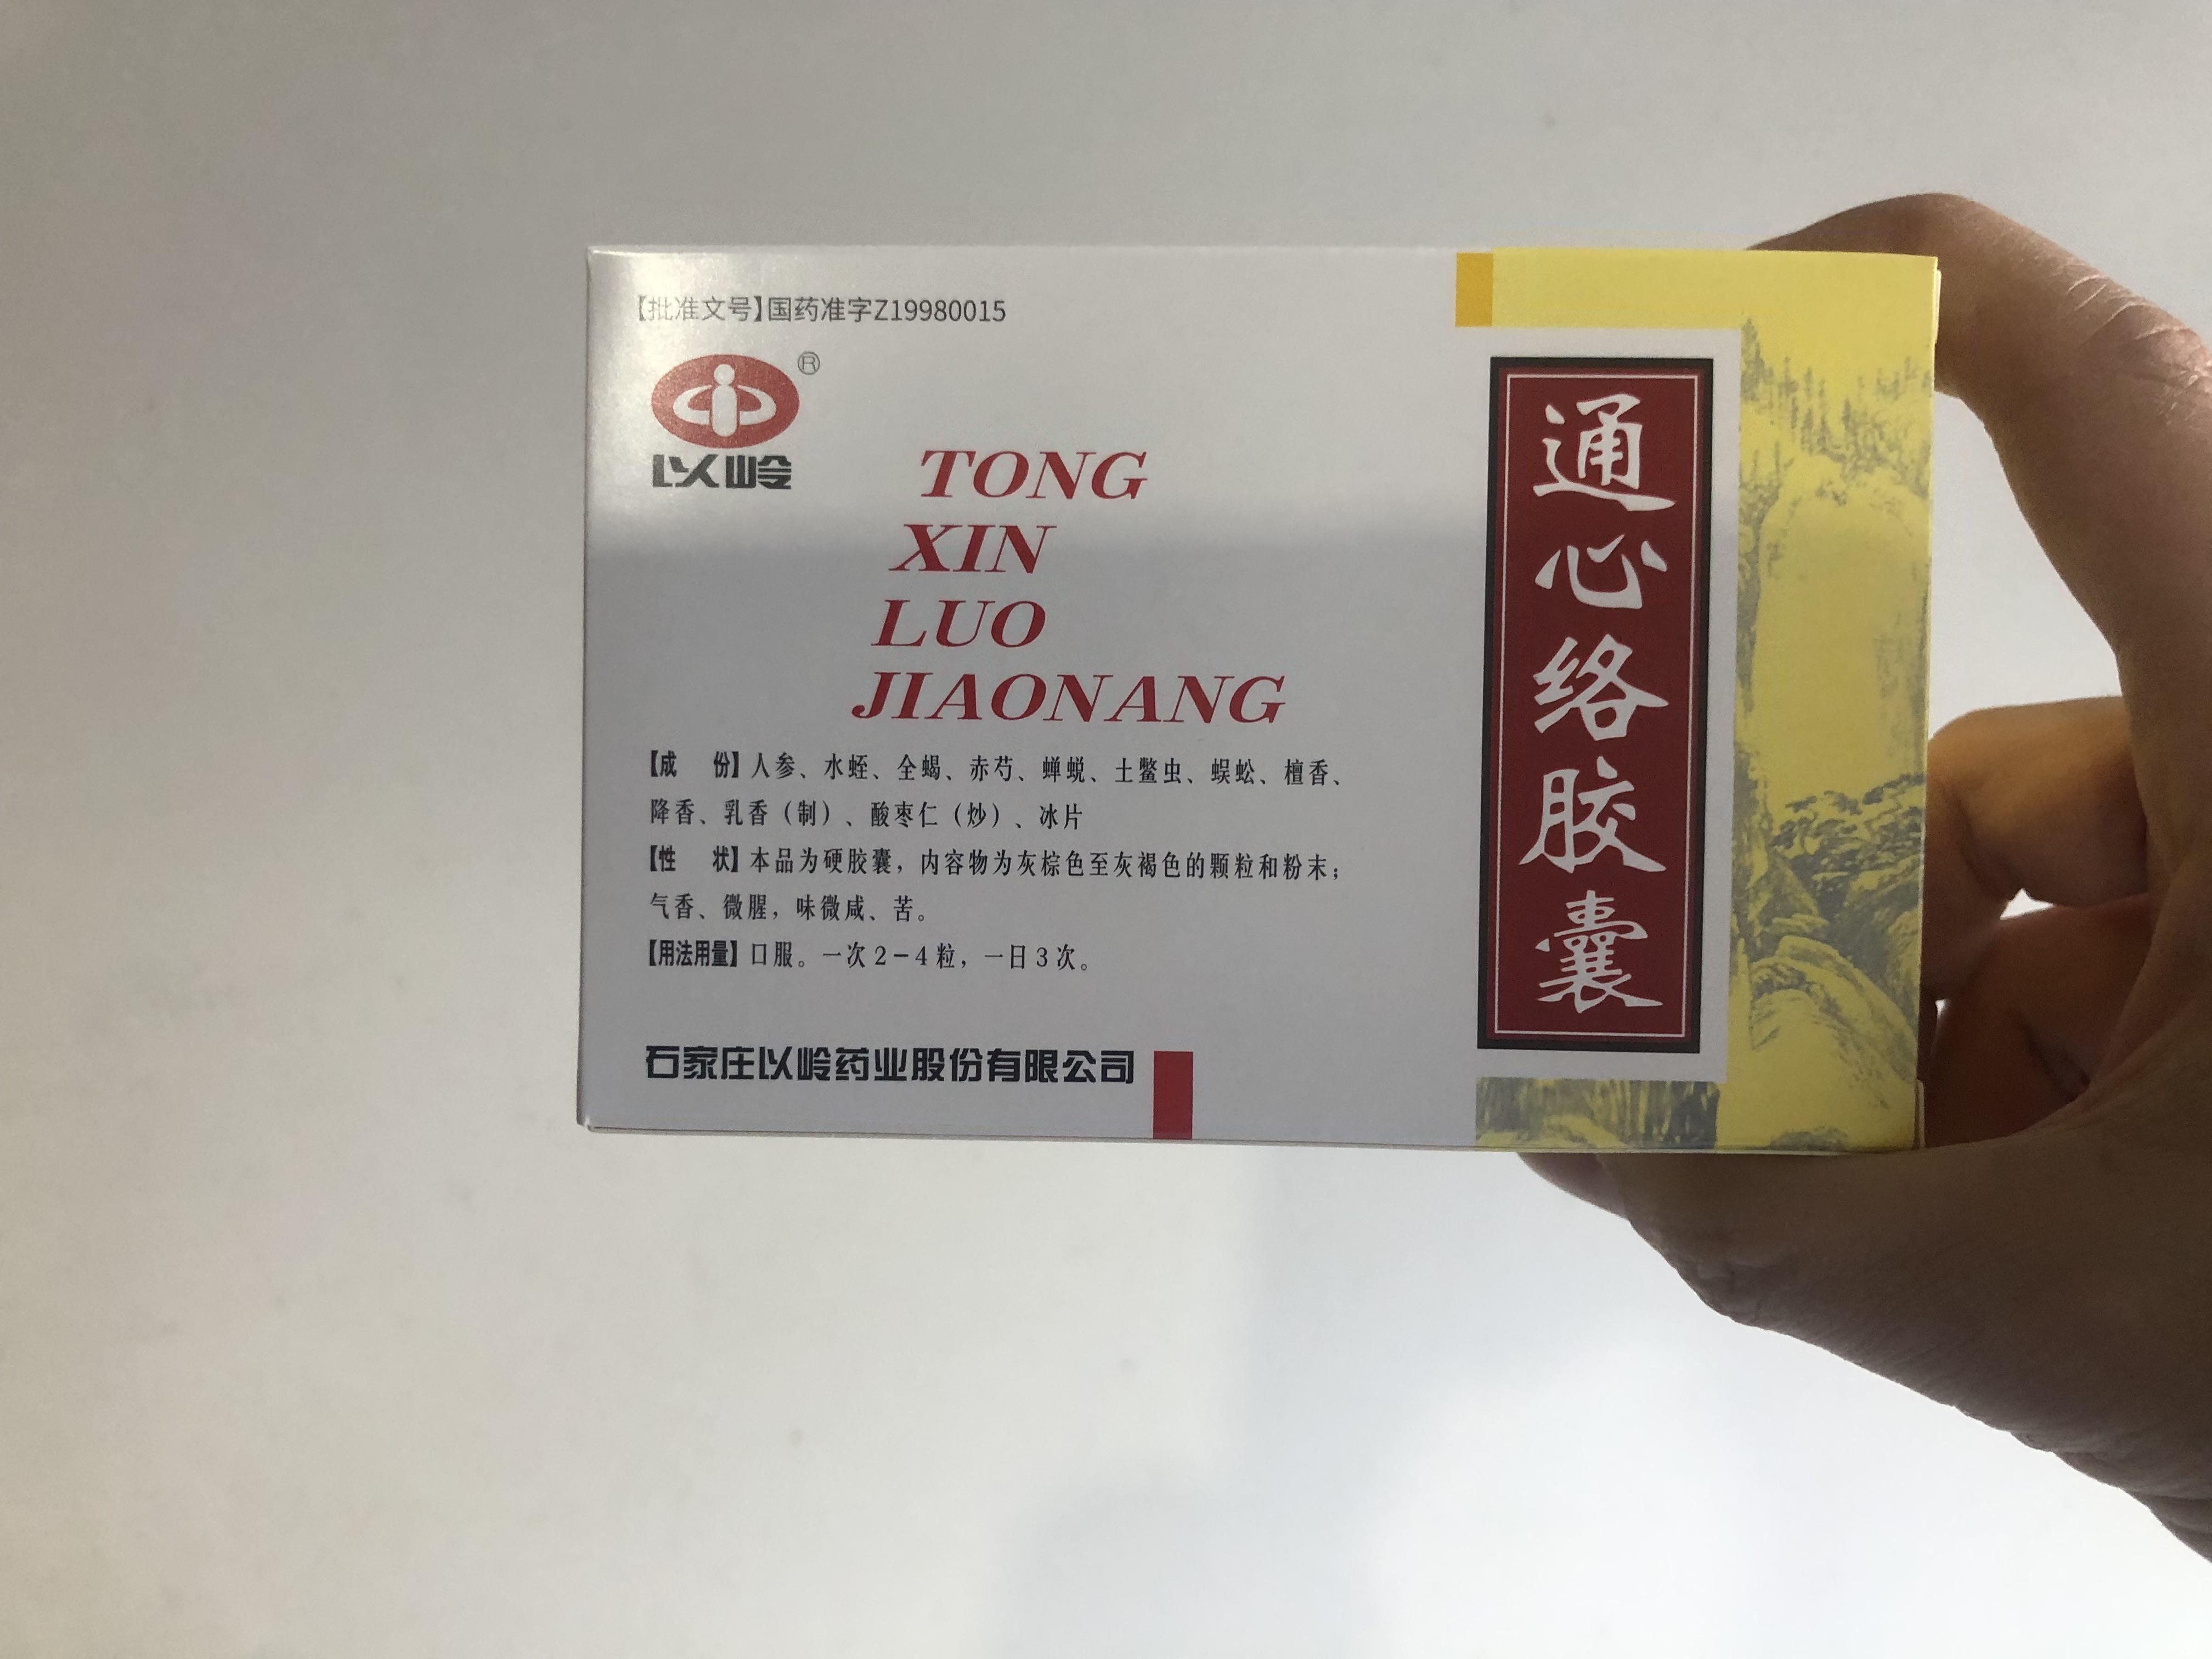 【批准文号】国药准字Z19980015
®
以岭
TONG
XIN
LUO
JIAONANG
【成 份】人参、水蛭、全蝎、赤芍、蝉蜕、土鳖虫、蜈蚣、檀香、
降香、乳香（制）、酸枣仁（炒）、冰片
【性 状】本品为硬胶囊，内容物为灰棕色至灰褐色的颗粒和粉末；
气香、微腥，味微咸、苦。
【用法用量】口服。一次2－4粒，一日3次。
石家庄以岭药业股份有限公司
通心络胶囊